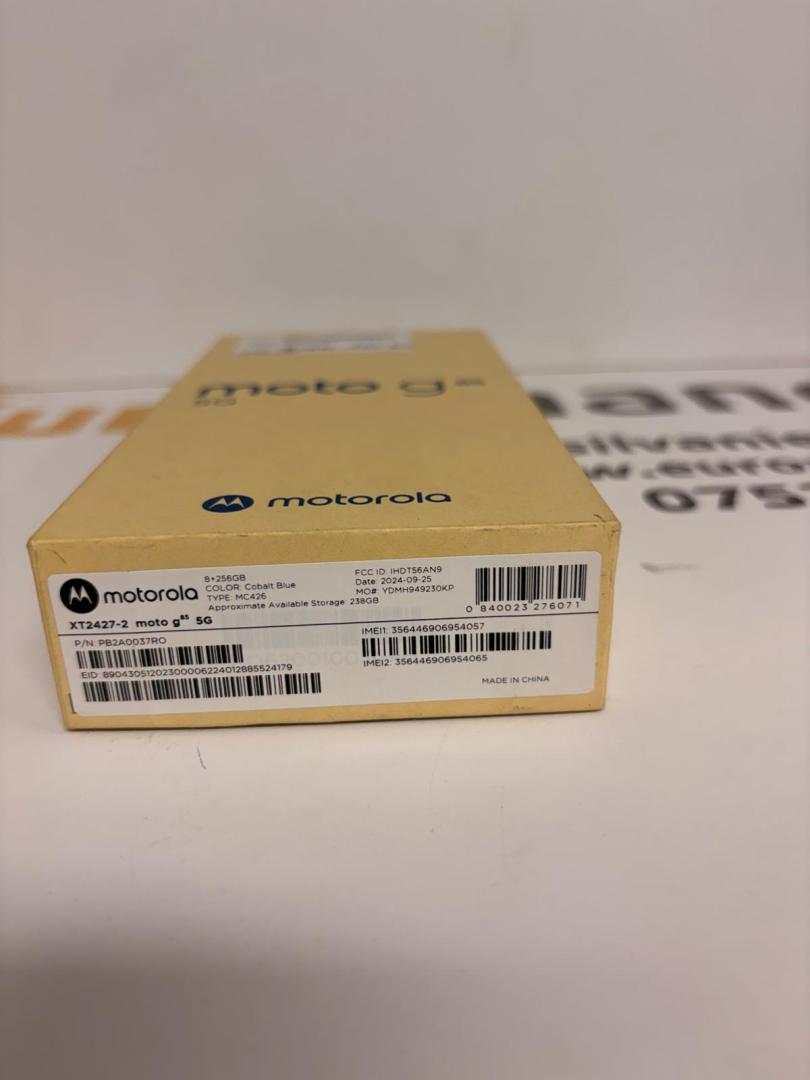 moto g 85
5G
motorola
motorola
8+256GB
COLOR: Cobalt Blue
TYPE: MC426
Approximate Available Storage: 238GB
FCC ID: IHDT56AN9
Date: 2024-09-25
MO#: YDMH949230KP
0 840023 276071
XT2427-2 moto g85 5G
P/N: PB2A0037RO
EID: 89043051202300006224012885524179
IMEI1: 356446906954057
IMEI2: 356446906954065
MADE IN CHINA
075